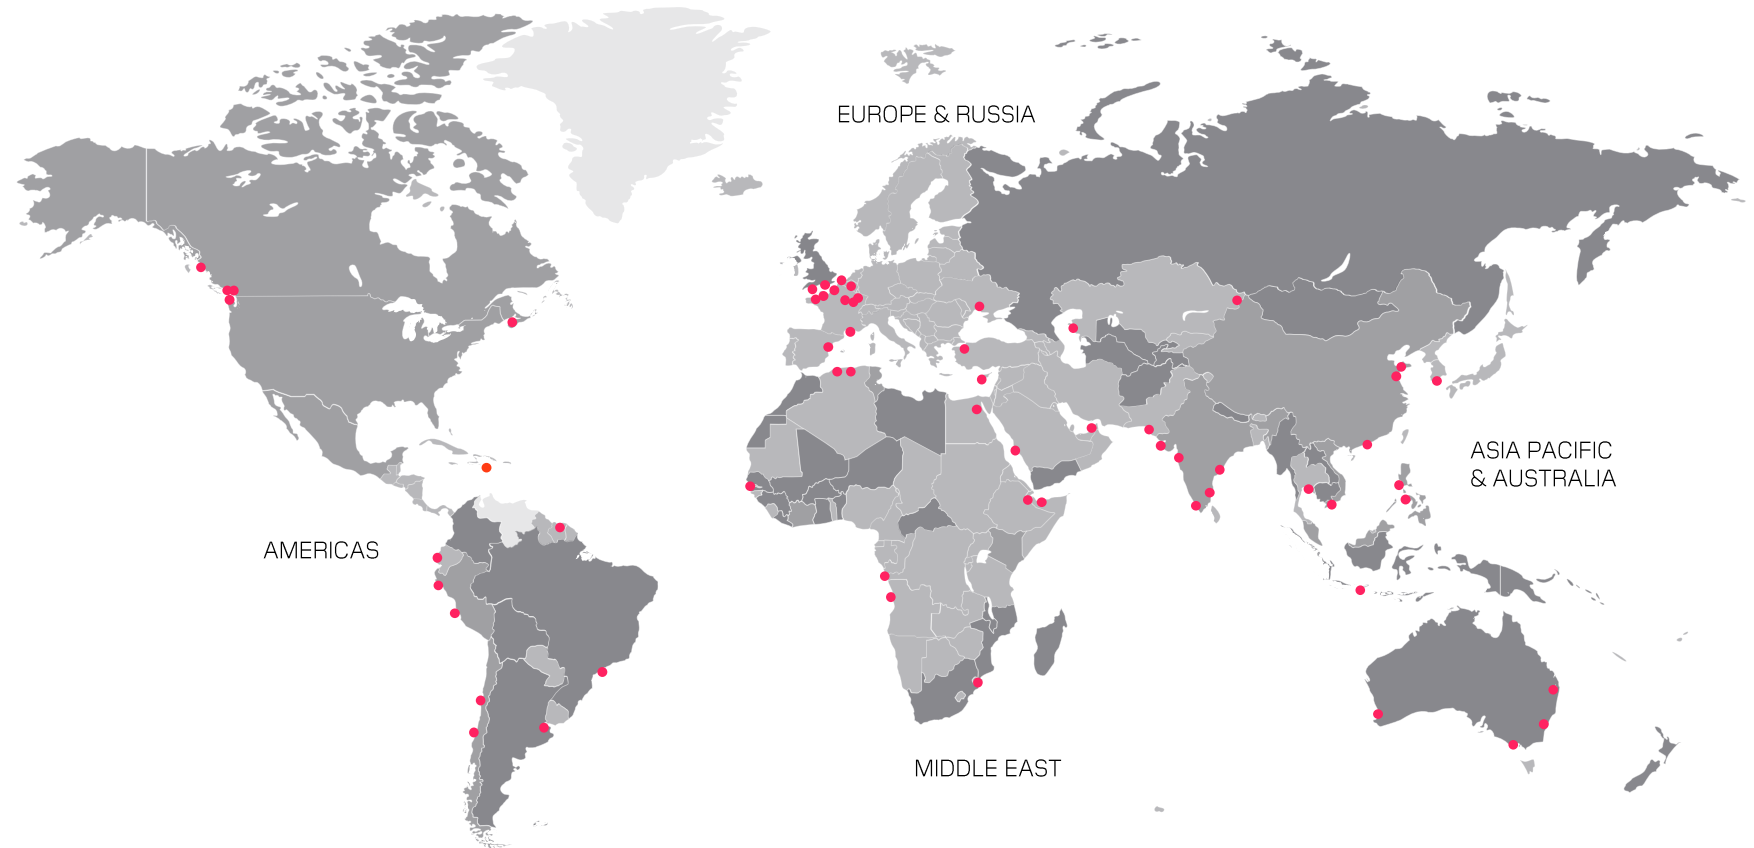 EUROPE & RUSSIA
ASIA PACIFIC
& AUSTRALIA
AMERICAS
MIDDLE EAST